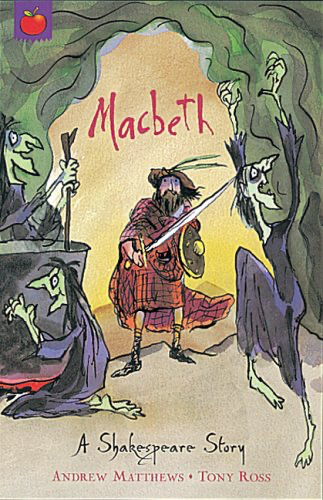 Macbeth
A Shakespeare Story
ANDREW MATTHEWS • TONY ROSS